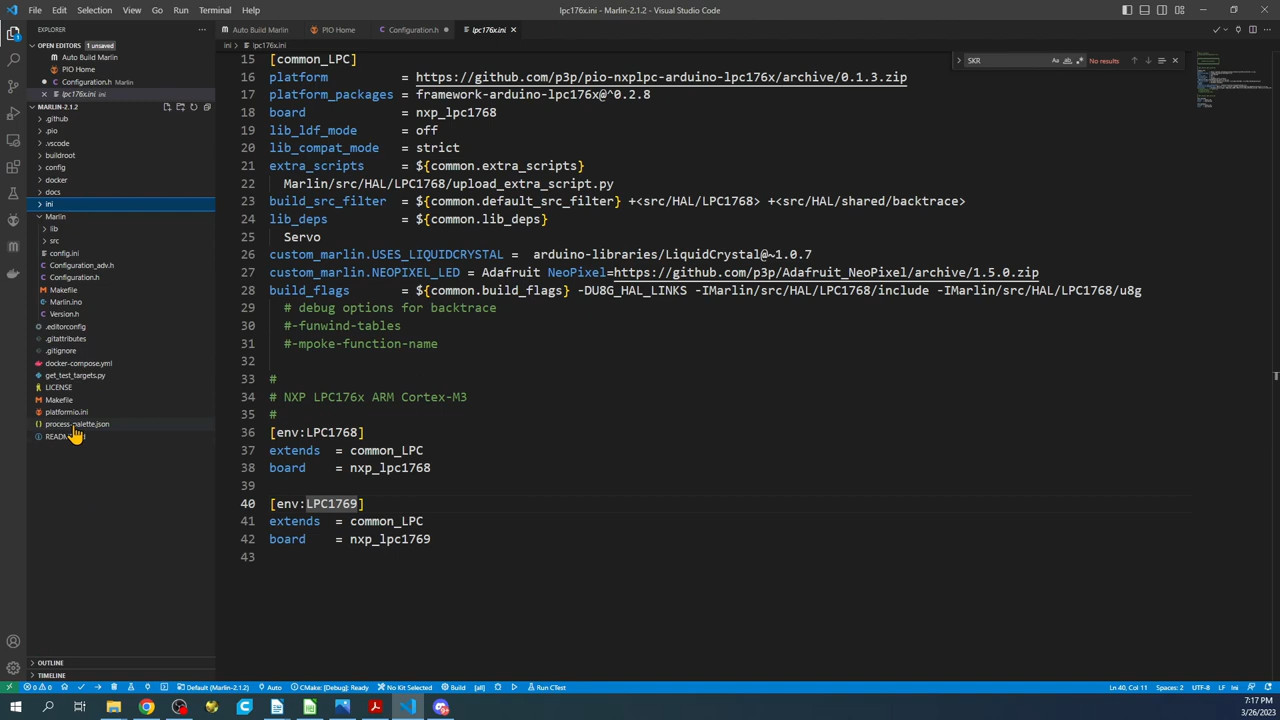 File Edit Selection View Go Run Terminal Help
lpc176x.ini - Marlin-2.1.2 - Visual Studio Code
EXPLORER
OPEN EDITORS 1 unsaved
Auto Build Marlin
PIO Home
Configuration.h Marlin
lpc176x.ini ini
MARLIN-2.1.2
.github
.pio
.vscode
buildroot
config
docker
docs
ini
Marlin
lib
src
config.ini
Configuration_adv.h
Configuration.h
Makefile
Marlin.ino
Version.h
.editorconfig
.gitattributes
.gitignore
docker-compose.yml
get_test_targets.py
LICENSE
Makefile
platformio.ini
process-palette.json
OUTLINE
TIMELINE
Auto Build Marlin PIO Home Configuration.h lpc176x.ini
ini > lpc176x.ini
SKR Aa ab No results
15 [common_LPC]
16 platform = https://github.com/p3p/pio-nxplpc-arduino-lpc176x/archive/0.1.3.zip
17 platform_packages = framework-arduino-lpc176x@^0.2.8
18 board = nxp_lpc1768
19 lib_ldf_mode = off
20 lib_compat_mode = strict
21 extra_scripts = ${common.extra_scripts}
22 Marlin/src/HAL/LPC1768/upload_extra_script.py
23 build_src_filter = ${common.default_src_filter} +<src/HAL/LPC1768> +<src/HAL/shared/backtrace>
24 lib_deps = ${common.lib_deps}
25 Servo
26 custom_marlin.USES_LIQUIDCRYSTAL = arduino-libraries/LiquidCrystal@~1.0.7
27 custom_marlin.NEOPIXEL_LED = Adafruit NeoPixel=https://github.com/p3p/Adafruit_NeoPixel/archive/1.5.0.zip
28 build_flags = ${common.build_flags} -DU8G_HAL_LINKS -IMarlin/src/HAL/LPC1768/include -IMarlin/src/HAL/LPC1768/u8g
29 # debug options for backtrace
30 #-funwind-tables
31 #-mpoke-function-name
32
33 #
34 # NXP LPC176x ARM Cortex-M3
35 #
36 [env:LPC1768]
37 extends = common_LPC
38 board = nxp_lpc1768
39
40 [env:LPC1769]
41 extends = common_LPC
42 board = nxp_lpc1769
43
0 0 Default (Marlin-2.1.2) Auto CMake: [Debug]: Ready No Kit Selected Build [all] Run CTest
Ln 40, Col 11 Spaces: 2 UTF-8 LF Ini
7:17 PM
3/26/2023